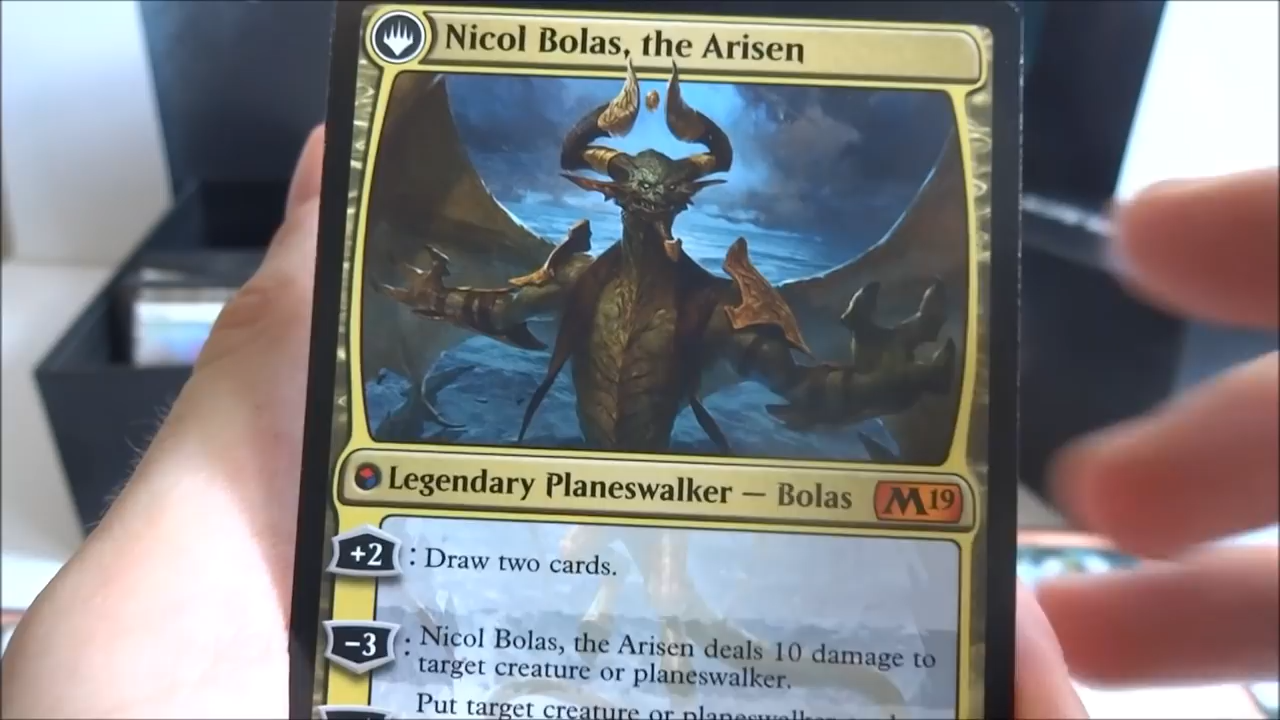 Nicol Bolas, the Arisen
Legendary Planeswalker — Bolas M19
+2 : Draw two cards.
−3 : Nicol Bolas, the Arisen deals 10 damage to
target creature or planeswalker.
Put target creature or planeswalker